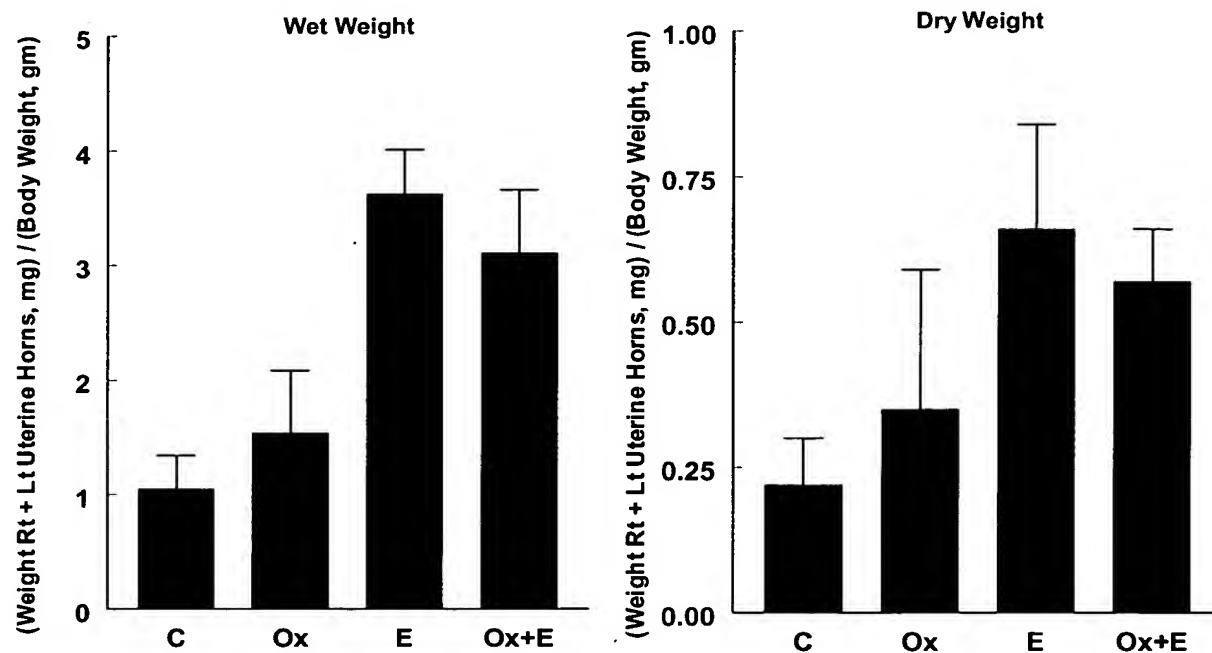 Wet Weight
(Weight Rt + Lt Uterine Horns, mg) / (Body Weight, gm)
5
4
3
2
1
0
C Ox E Ox+E
Dry Weight
(Weight Rt + Lt Uterine Horns, mg) / (Body Weight, gm)
1.00
0.75
0.50
0.25
0.00
C Ox E Ox+E